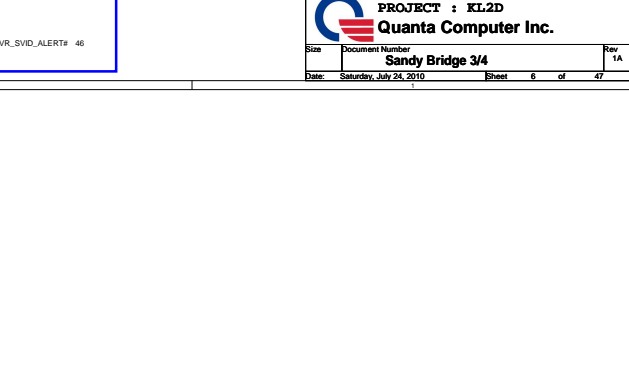 PROJECT : KL2D
Quanta Computer Inc.
VR_SVID_ALERT# 46
Size Document Number Rev
Sandy Bridge 3/4 1A
Date: Saturday, July 24, 2010 Sheet 6 of 47
1